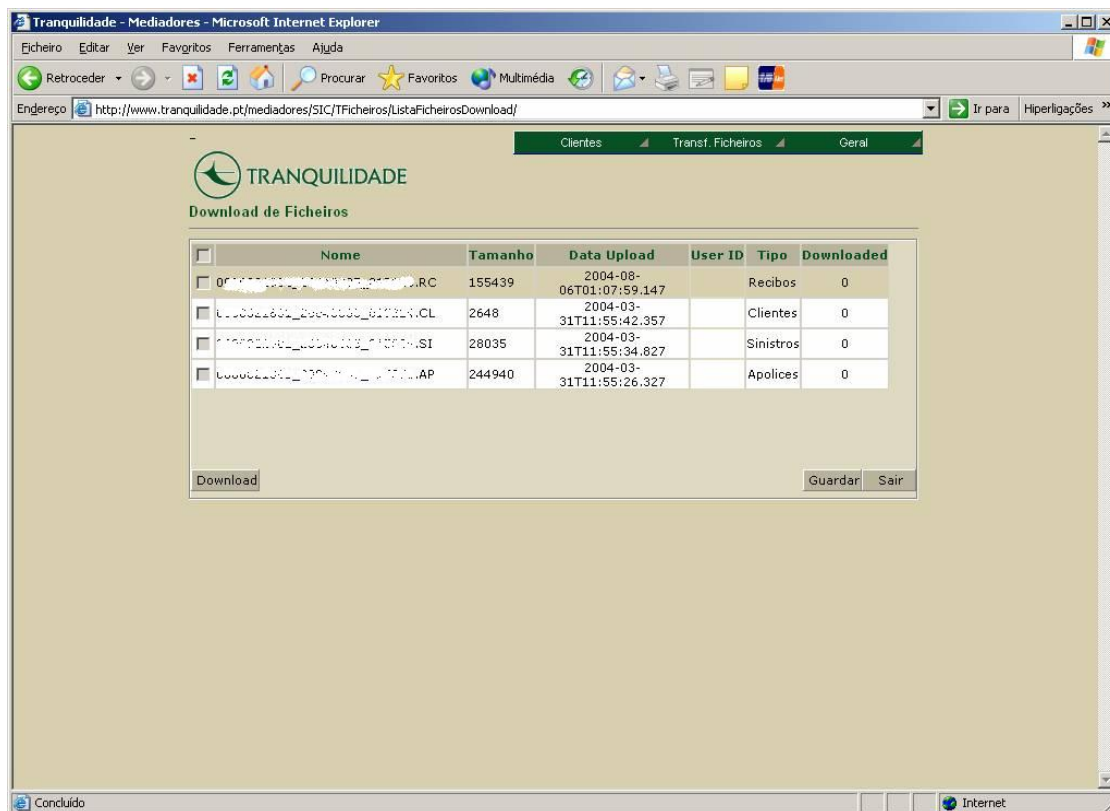 Tranquilidade - Mediadores - Microsoft Internet Explorer
Ficheiro Editar Ver Favoritos Ferramentas Ajuda
Retroceder Procurar Favoritos Multimédia
Endereço http://www.tranquilidade.pt/mediadores/SIC/TFicheiros/ListaFicheirosDownload/ Ir para Hiperligações »
Clientes Transf. Ficheiros Geral
TRANQUILIDADE
Download de Ficheiros
Nome Tamanho Data Upload User ID Tipo Downloaded
.RC 155439 2004-08-06T01:07:59.147 Recibos 0
.CL 2648 2004-03-31T11:55:42.357 Clientes 0
.SI 28035 2004-03-31T11:55:34.827 Sinistros 0
.AP 244940 2004-03-31T11:55:26.327 Apolices 0
Download Guardar Sair
Concluído Internet